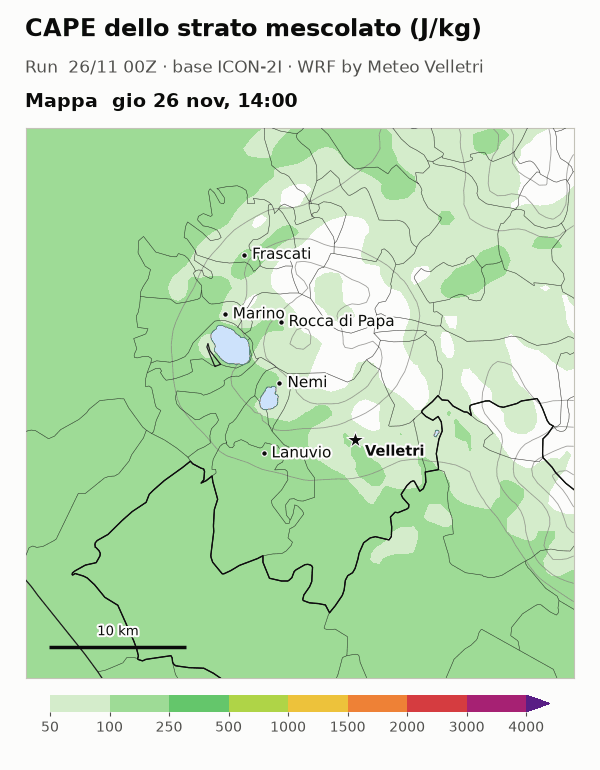 CAPE dello strato mescolato (J/kg)
Run  26/11 00Z · base ICON-2I · WRF by Meteo Velletri
Mappa  gio 26 nov, 14:00
Frascati
Marino
Rocca di Papa
Nemi
Velletri
Lanuvio
10 km
50 100 250 500 1000 1500 2000 3000 4000